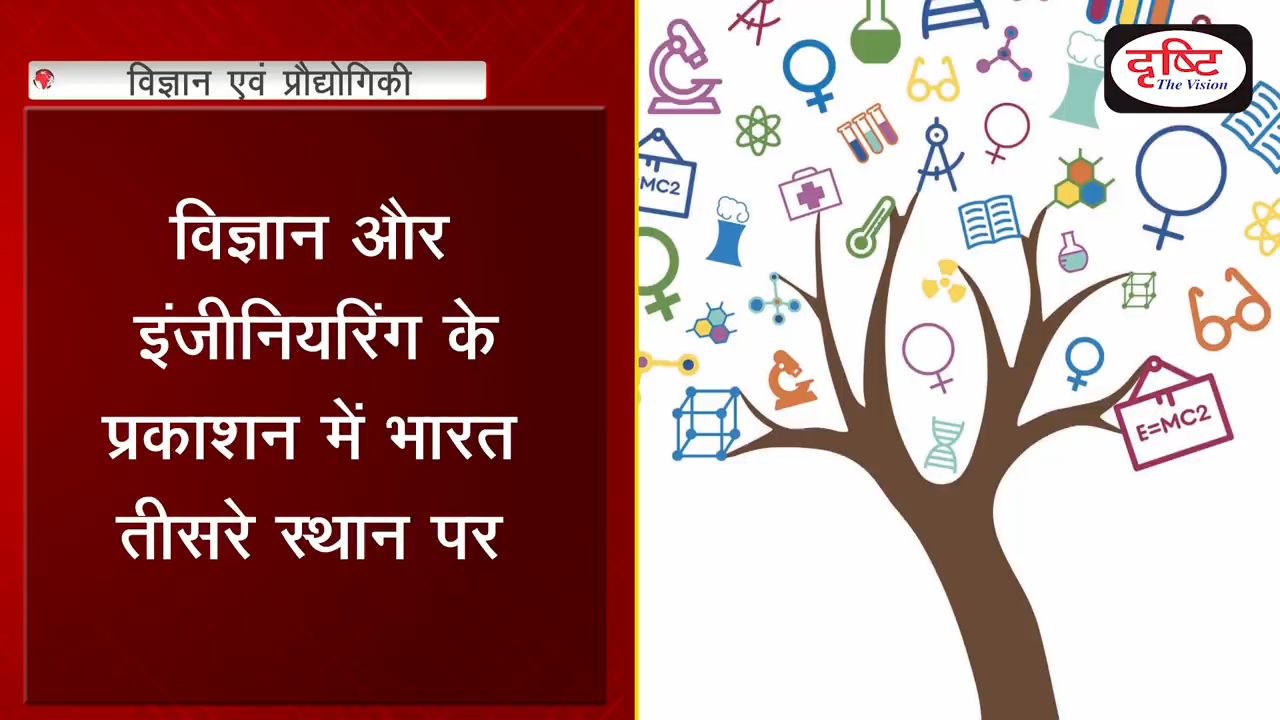 विज्ञान एवं प्रौद्योगिकी
विज्ञान और
इंजीनियरिंग के
प्रकाशन में भारत
तीसरे स्थान पर
दृष्टि
The Vision
MC2
E=MC2